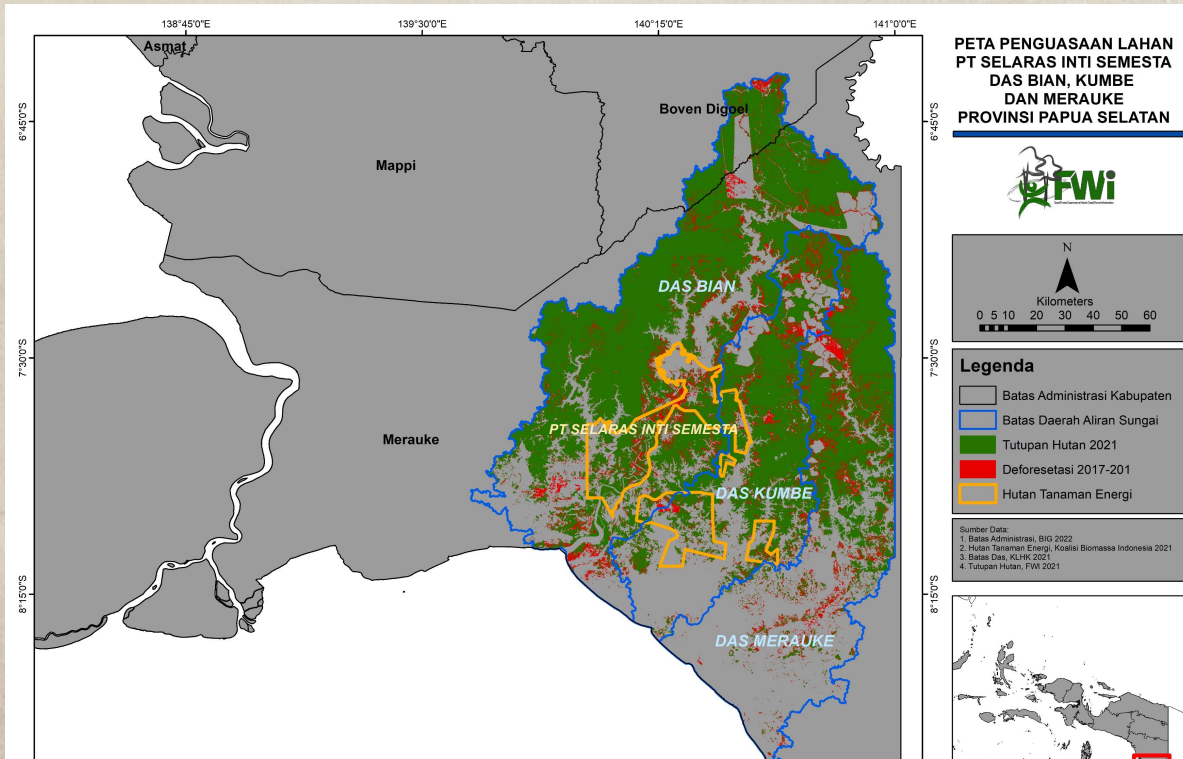 138°45'0"E
139°30'0"E
140°15'0"E
141°0'0"E
PETA PENGUASAAN LAHAN
PT SELARAS INTI SEMESTA
DAS BIAN, KUMBE
DAN MERAUKE
PROVINSI PAPUA SELATAN
FWi
N
Kilometers
0 5 10 20 30 40 50 60
Legenda
Batas Administrasi Kabupaten
Batas Daerah Aliran Sungai
Tutupan Hutan 2021
Deforesetasi 2017-201
Hutan Tanaman Energi
Sumber Data:
1. Batas Administrasi, BIG 2022
2. Hutan Tanaman Energi, Koalisi Biomassa Indonesia 2021
3. Batas Das, KLHK 2021
4. Tutupan Hutan, FWI 2021
Asmat
Boven Digoel
Mappi
DAS BIAN
PT SELARAS INTI SEMESTA
Merauke
DAS KUMBE
DAS MERAUKE
6°45'0"S
7°30'0"S
8°15'0"S
6°45'0"S
7°30'0"S
8°15'0"S